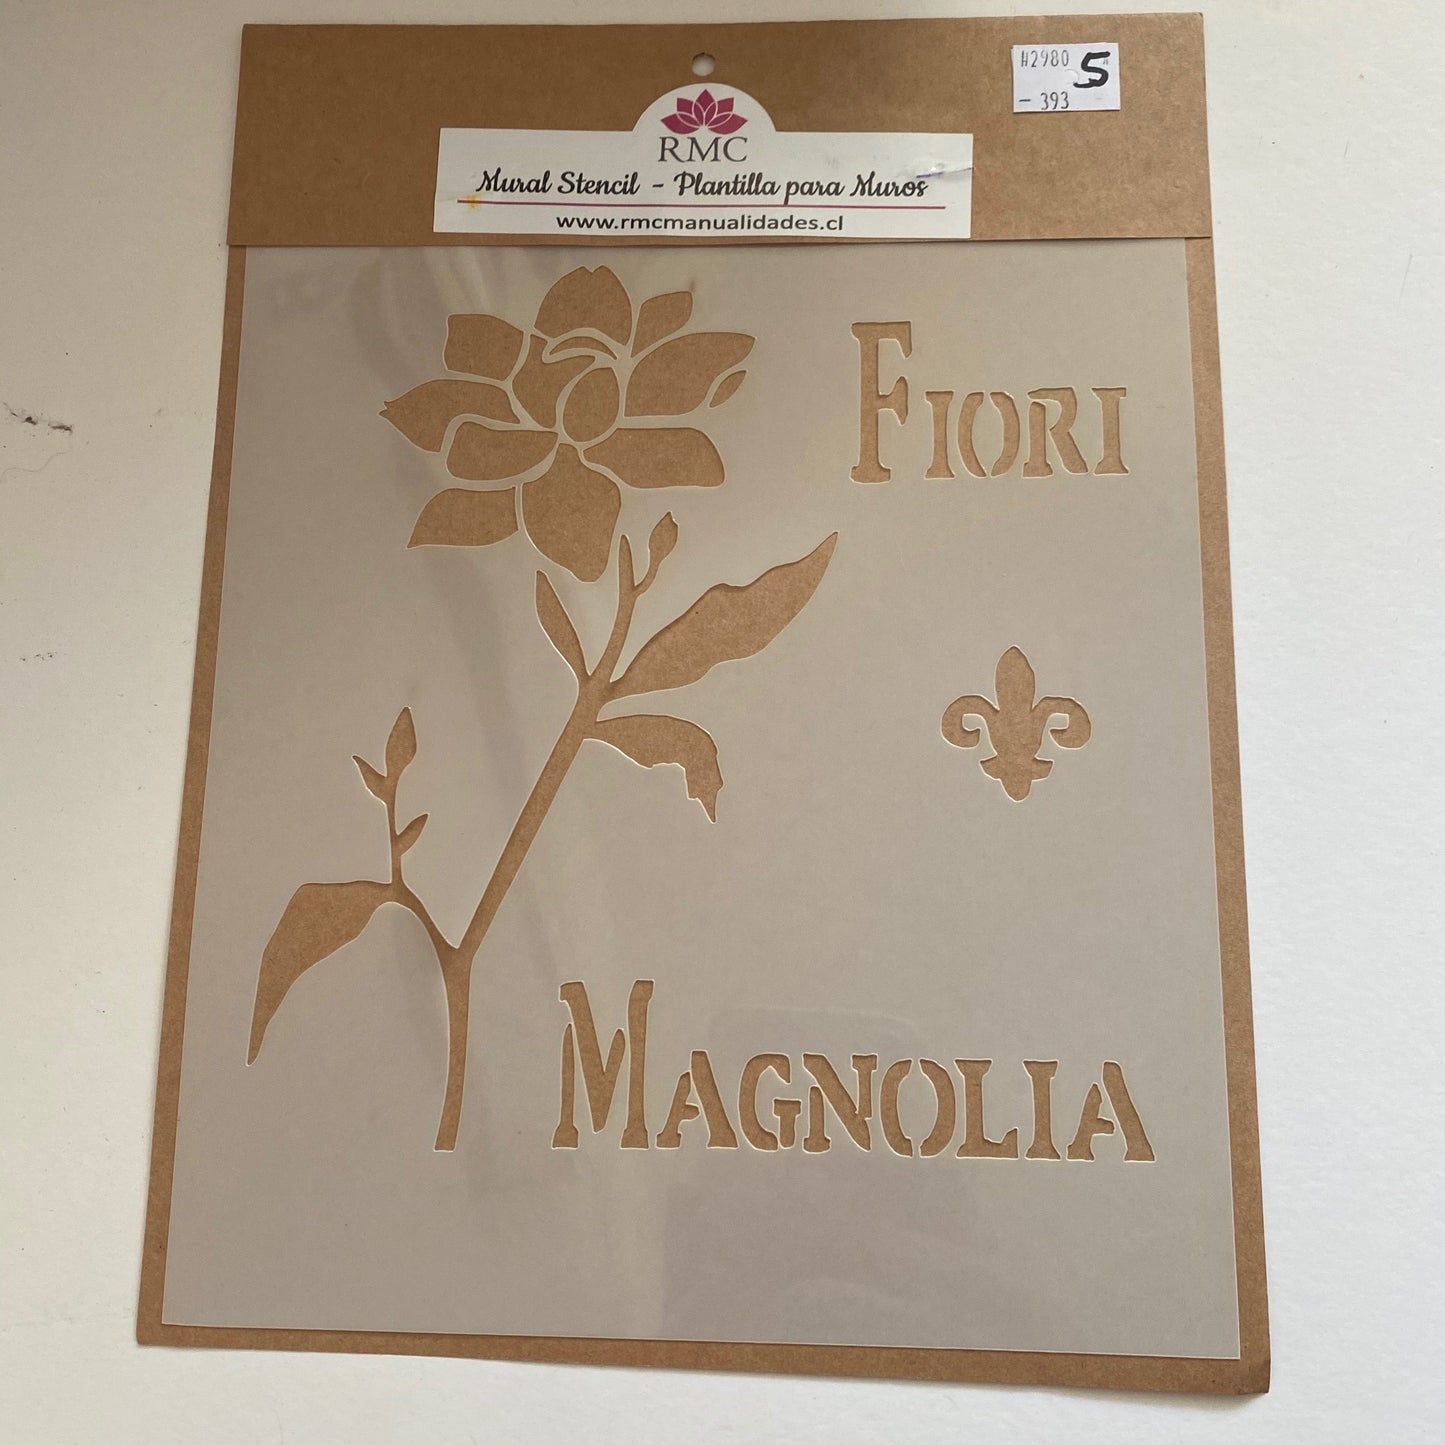 #2980 5
- 393
RMC
Mural Stencil - Plantilla para Muros
www.rmcmanualidades.cl
FIORI
MAGNOLIA